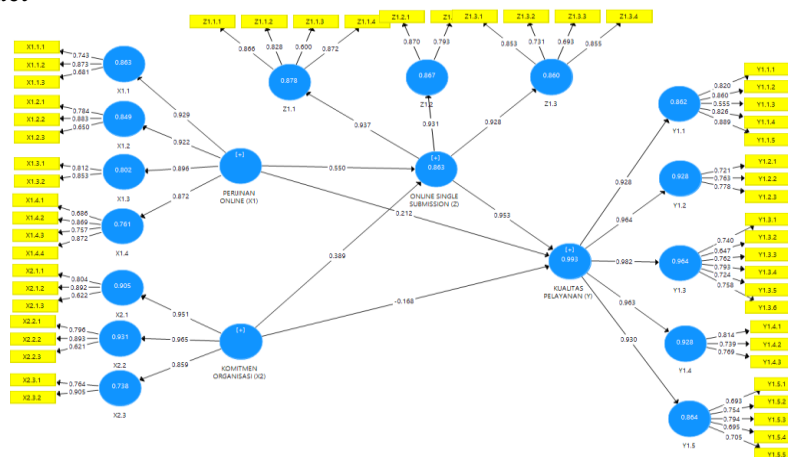 Z1.1.1
Z1.1.2
Z1.1.3
Z1.1.4
Z1.2.1
Z1.3.1
Z1.3.2
Z1.3.3
Z1.3.4
0.866
0.828
0.600
0.872
0.870
0.793
0.853
0.731
0.693
0.855
0.878
Z1.1
0.867
Z1.2
0.860
Z1.3
0.937
0.931
0.928
X1.1.1
X1.1.2
X1.1.3
0.743
0.873
0.681
0.863
X1.1
X1.2.1
X1.2.2
X1.2.3
0.784
0.883
0.650
0.849
X1.2
X1.3.1
X1.3.2
0.812
0.853
0.802
X1.3
X1.4.1
X1.4.2
X1.4.3
X1.4.4
0.686
0.869
0.757
0.872
0.761
X1.4
0.929
0.922
0.896
0.872
[+]
PERIJINAN
ONLINE (X1)
0.550
0.212
[+]
0.863
ONLINE SINGLE
SUBMISSION (Z)
0.953
0.389
-0.168
X2.1.1
X2.1.2
X2.1.3
0.804
0.892
0.622
0.905
X2.1
X2.2.1
X2.2.2
X2.2.3
0.796
0.893
0.621
0.931
X2.2
X2.3.1
X2.3.2
0.764
0.905
0.738
X2.3
0.951
0.965
0.859
[+]
KOMITMEN
ORGANISASI (X2)
[+]
0.993
KUALITAS
PELAYANAN (Y)
0.928
0.964
0.982
0.963
0.930
0.862
Y1.1
0.820
0.860
0.555
0.826
0.889
Y1.1.1
Y1.1.2
Y1.1.3
Y1.1.4
Y1.1.5
0.928
Y1.2
0.721
0.763
0.778
Y1.2.1
Y1.2.2
Y1.2.3
0.964
Y1.3
0.740
0.647
0.762
0.793
0.724
0.758
Y1.3.1
Y1.3.2
Y1.3.3
Y1.3.4
Y1.3.5
Y1.3.6
0.928
Y1.4
0.814
0.739
0.769
Y1.4.1
Y1.4.2
Y1.4.3
0.864
Y1.5
0.693
0.754
0.794
0.695
0.705
Y1.5.1
Y1.5.2
Y1.5.3
Y1.5.4
Y1.5.5